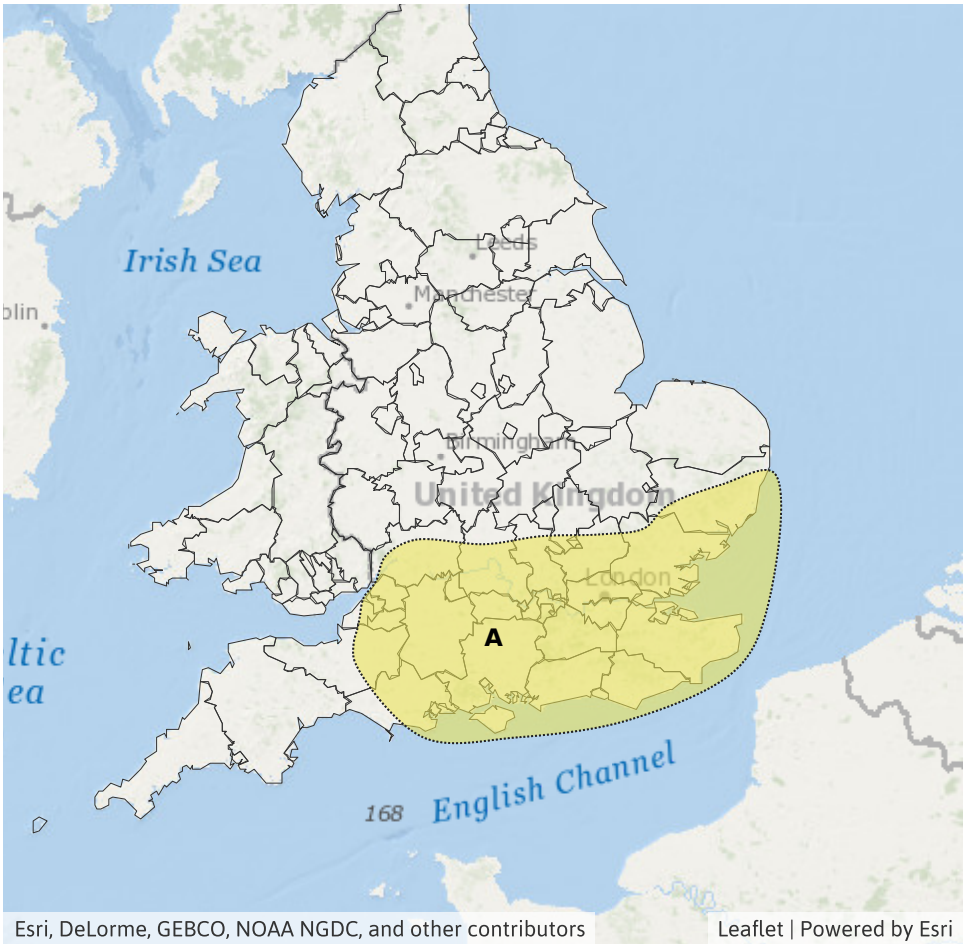 Leeds
Irish Sea
Manchester
blin
Birmingham
United Kingdom
London
A
ltic
ea
English Channel
168
Esri, DeLorme, GEBCO, NOAA NGDC, and other contributors
Leaflet | Powered by Esri